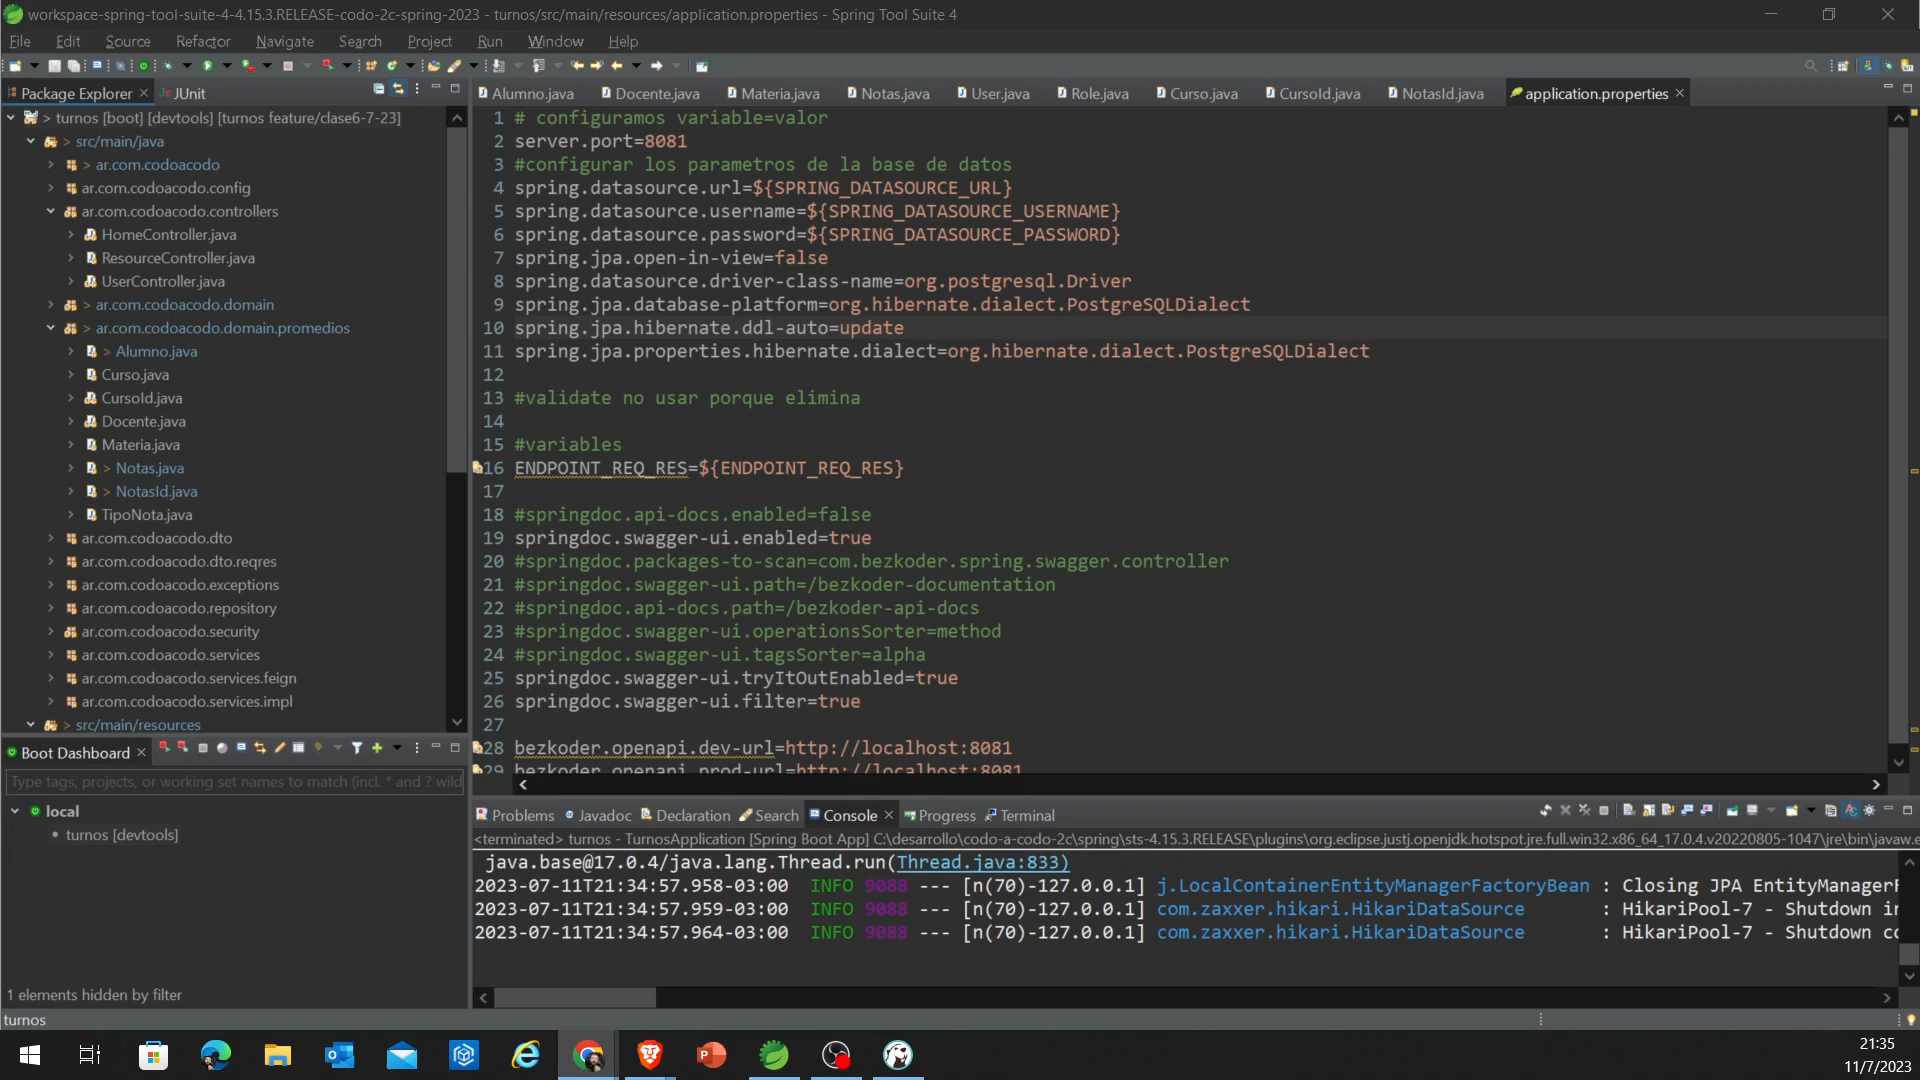 workspace-spring-tool-suite-4-4.15.3.RELEASE-codo-2c-spring-2023 - turnos/src/main/resources/application.properties - Spring Tool Suite 4
File Edit Source Refactor Navigate Search Project Run Window Help
Package Explorer JUnit
> turnos [boot] [devtools] [turnos feature/clase6-7-23]
> src/main/java
> ar.com.codoacodo
ar.com.codoacodo.config
ar.com.codoacodo.controllers
HomeController.java
ResourceController.java
UserController.java
> ar.com.codoacodo.domain
> ar.com.codoacodo.domain.promedios
> Alumno.java
Curso.java
CursoId.java
Docente.java
Materia.java
> Notas.java
> NotasId.java
TipoNota.java
ar.com.codoacodo.dto
ar.com.codoacodo.dto.reqres
ar.com.codoacodo.exceptions
ar.com.codoacodo.repository
ar.com.codoacodo.security
ar.com.codoacodo.services
ar.com.codoacodo.services.feign
ar.com.codoacodo.services.impl
> src/main/resources
Boot Dashboard
Type tags, projects, or working set names to match (incl. * and ? wild
local
turnos [devtools]
1 elements hidden by filter
turnos
Alumno.java Docente.java Materia.java Notas.java User.java Role.java Curso.java CursoId.java NotasId.java application.properties
1 # configuramos variable=valor
2 server.port=8081
3 #configurar los parametros de la base de datos
4 spring.datasource.url=${SPRING_DATASOURCE_URL}
5 spring.datasource.username=${SPRING_DATASOURCE_USERNAME}
6 spring.datasource.password=${SPRING_DATASOURCE_PASSWORD}
7 spring.jpa.open-in-view=false
8 spring.datasource.driver-class-name=org.postgresql.Driver
9 spring.jpa.database-platform=org.hibernate.dialect.PostgreSQLDialect
10 spring.jpa.hibernate.ddl-auto=update
11 spring.jpa.properties.hibernate.dialect=org.hibernate.dialect.PostgreSQLDialect
12
13 #validate no usar porque elimina
14
15 #variables
16 ENDPOINT_REQ_RES=${ENDPOINT_REQ_RES}
17
18 #springdoc.api-docs.enabled=false
19 springdoc.swagger-ui.enabled=true
20 #springdoc.packages-to-scan=com.bezkoder.spring.swagger.controller
21 #springdoc.swagger-ui.path=/bezkoder-documentation
22 #springdoc.api-docs.path=/bezkoder-api-docs
23 #springdoc.swagger-ui.operationsSorter=method
24 #springdoc.swagger-ui.tagsSorter=alpha
25 springdoc.swagger-ui.tryItOutEnabled=true
26 springdoc.swagger-ui.filter=true
27
28 bezkoder.openapi.dev-url=http://localhost:8081
29 bezkoder.openapi.prod-url=http://localhost:8081
Problems Javadoc Declaration Search Console Progress Terminal
<terminated> turnos - TurnosApplication [Spring Boot App] C:\desarrollo\codo-a-codo-2c\spring\sts-4.15.3.RELEASE\plugins\org.eclipse.justj.openjdk.hotspot.jre.full.win32.x86_64_17.0.4.v20220805-1047\jre\bin\javaw.e
java.base@17.0.4/java.lang.Thread.run(Thread.java:833)
2023-07-11T21:34:57.958-03:00 INFO 9088 --- [n(70)-127.0.0.1] j.LocalContainerEntityManagerFactoryBean : Closing JPA EntityManagerF
2023-07-11T21:34:57.959-03:00 INFO 9088 --- [n(70)-127.0.0.1] com.zaxxer.hikari.HikariDataSource : HikariPool-7 - Shutdown in
2023-07-11T21:34:57.964-03:00 INFO 9088 --- [n(70)-127.0.0.1] com.zaxxer.hikari.HikariDataSource : HikariPool-7 - Shutdown co
21:35
11/7/2023